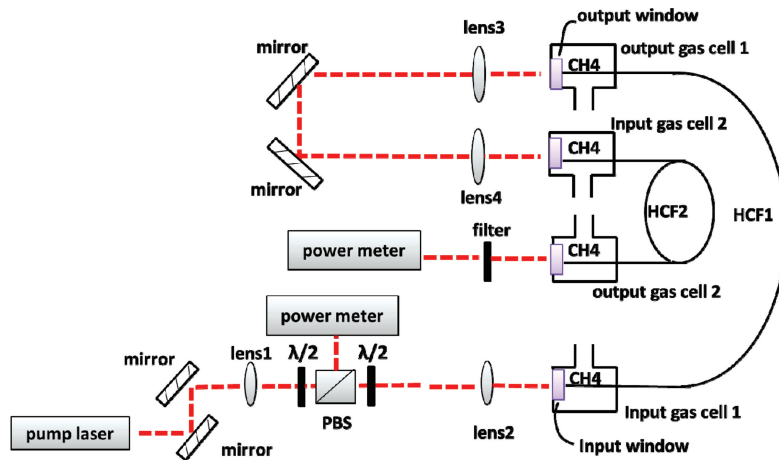 output window
lens3
mirror
CH4
output gas cell 1
Input gas cell 2
CH4
mirror
lens4
HCF2
HCF1
filter
power meter
CH4
output gas cell 2
power meter
mirror
lens1
λ/2
λ/2
CH4
PBS
lens2
Input gas cell 1
pump laser
mirror
Input window